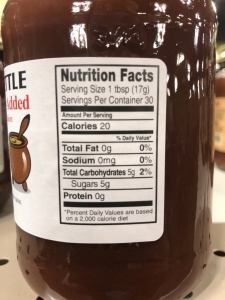 TTLE
Added
Nutrition Facts
Serving Size 1 tbsp (17g)
Servings Per Container 30
Amount Per Serving
Calories 20
% Daily Value*
Total Fat 0g 0%
Sodium 0mg 0%
Total Carbohydrates 5g 2%
Sugars 5g
Protein 0g
*Percent Daily Values are based
on a 2,000 calorie diet